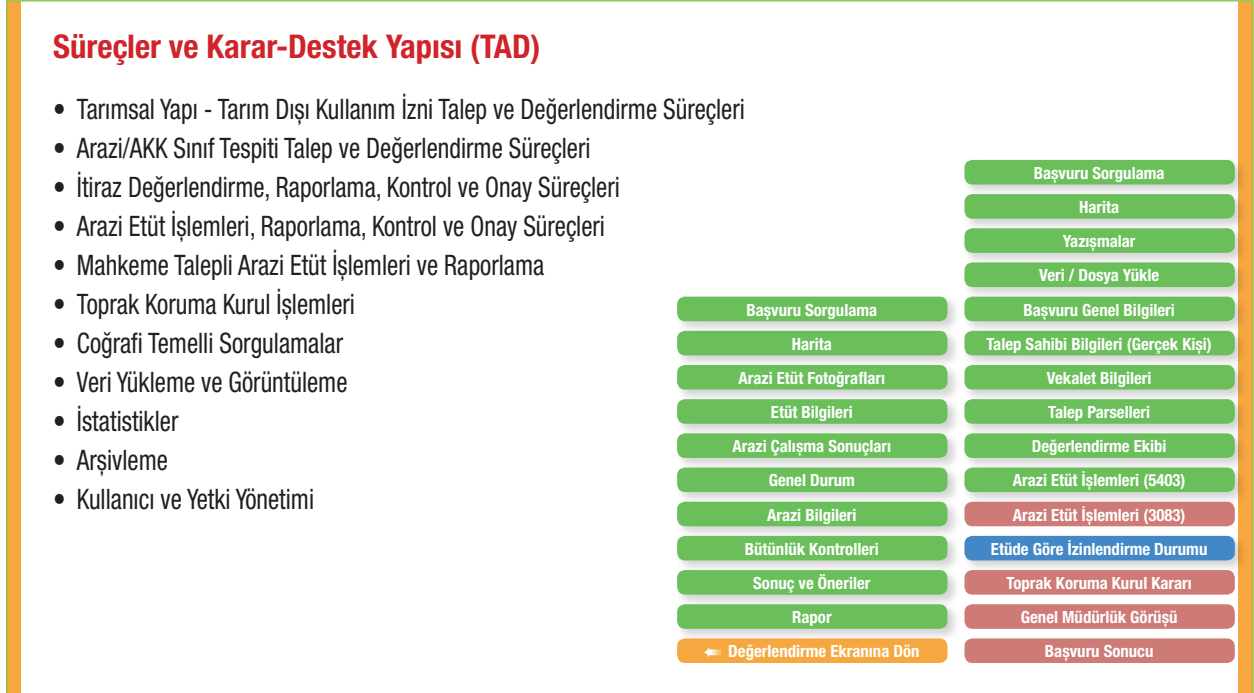 Süreçler ve Karar-Destek Yapısı (TAD)
• Tarımsal Yapı - Tarım Dışı Kullanım İzni Talep ve Değerlendirme Süreçleri
• Arazi/AKK Sınıf Tespiti Talep ve Değerlendirme Süreçleri
• İtiraz Değerlendirme, Raporlama, Kontrol ve Onay Süreçleri
• Arazi Etüt İşlemleri, Raporlama, Kontrol ve Onay Süreçleri
• Mahkeme Talepli Arazi Etüt İşlemleri ve Raporlama
• Toprak Koruma Kurul İşlemleri
• Coğrafi Temelli Sorgulamalar
• Veri Yükleme ve Görüntüleme
• İstatistikler
• Arşivleme
• Kullanıcı ve Yetki Yönetimi
Başvuru Sorgulama
Harita
Arazi Etüt Fotoğrafları
Etüt Bilgileri
Arazi Çalışma Sonuçları
Genel Durum
Arazi Bilgileri
Bütünlük Kontrolleri
Sonuç ve Öneriler
Rapor
Değerlendirme Ekranına Dön
Başvuru Sorgulama
Harita
Yazışmalar
Veri / Dosya Yükle
Başvuru Genel Bilgileri
Talep Sahibi Bilgileri (Gerçek Kişi)
Vekalet Bilgileri
Talep Parselleri
Değerlendirme Ekibi
Arazi Etüt İşlemleri (5403)
Arazi Etüt İşlemleri (3083)
Etüde Göre İzinlendirme Durumu
Toprak Koruma Kurul Kararı
Genel Müdürlük Görüşü
Başvuru Sonucu